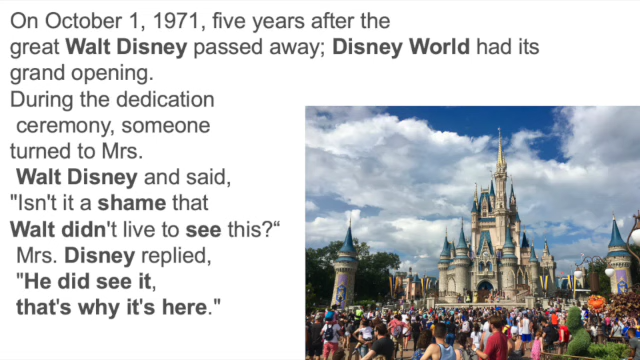 On October 1, 1971, five years after the
great Walt Disney passed away; Disney World had its
grand opening.
During the dedication
ceremony, someone
turned to Mrs.
Walt Disney and said,
"Isn't it a shame that
Walt didn't live to see this?“
Mrs. Disney replied,
"He did see it,
that's why it's here."